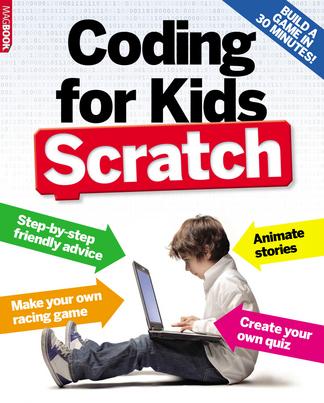 MAGBOOK
BUILD A
GAME IN
30 MINUTES!
Coding
for Kids
Scratch
Step-by-step
friendly advice
Animate
stories
Make your own
racing game
Create your
own quiz